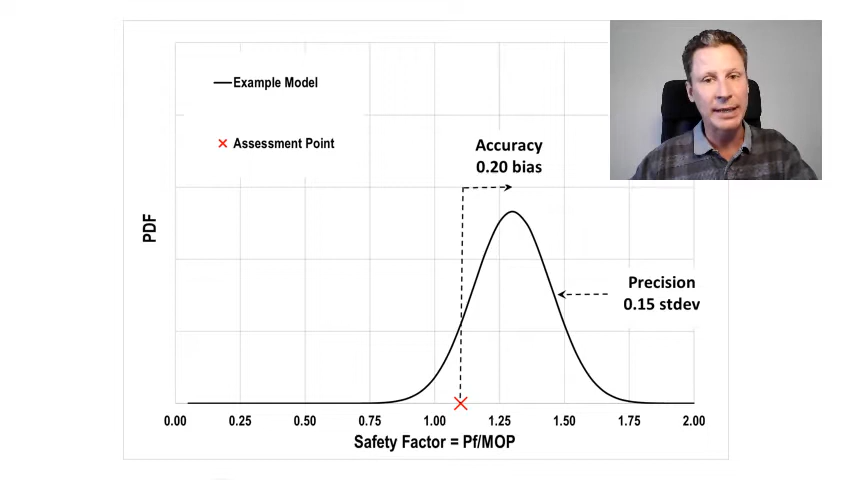 Example Model
Assessment Point
Accuracy
0.20 bias
Precision
0.15 stdev
PDF
0.00 0.25 0.50 0.75 1.00 1.25 1.50 1.75 2.00
Safety Factor = Pf/MOP